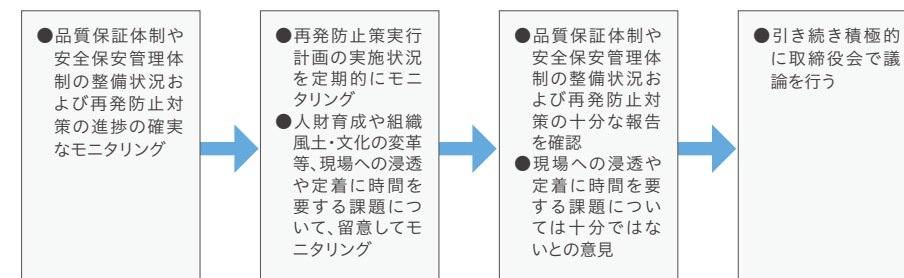 ●品質保証体制や
安全保安管理体
制の整備状況お
よび再発防止対
策の進捗の確実
なモニタリング
●再発防止策実行
計画の実施状況
を定期的にモニ
タリング
●人財育成や組織
風土・文化の変革
等、現場への浸透
や定着に時間を
要する課題につ
いて、留意してモ
ニタリング
●品質保証体制や
安全保安管理体
制の整備状況お
よび再発防止対
策の十分な報告
を確認
●現場への浸透や
定着に時間を要
する課題につい
ては十分ではな
いとの意見
●引き続き積極的
に取締役会で議
論を行う